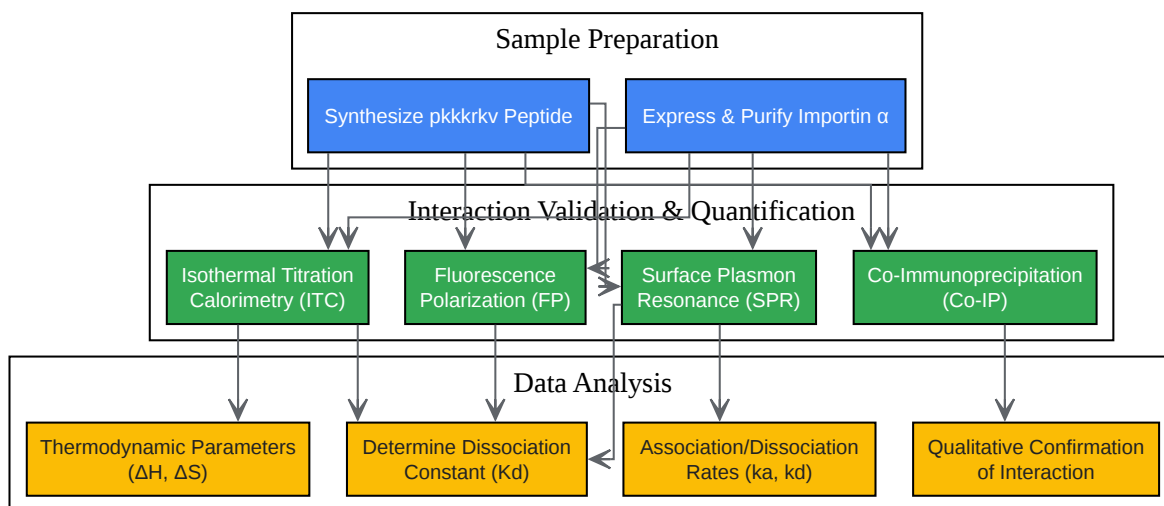 Sample Preparation
Synthesize pkkkrkv Peptide
Express & Purify Importin α
Interaction Validation & Quantification
Isothermal Titration
Calorimetry (ITC)
Fluorescence
Polarization (FP)
Surface Plasmon
Resonance (SPR)
Co-Immunoprecipitation
(Co-IP)
Data Analysis
Thermodynamic Parameters
(ΔH, ΔS)
Determine Dissociation
Constant (Kd)
Association/Dissociation
Rates (ka, kd)
Qualitative Confirmation
of Interaction